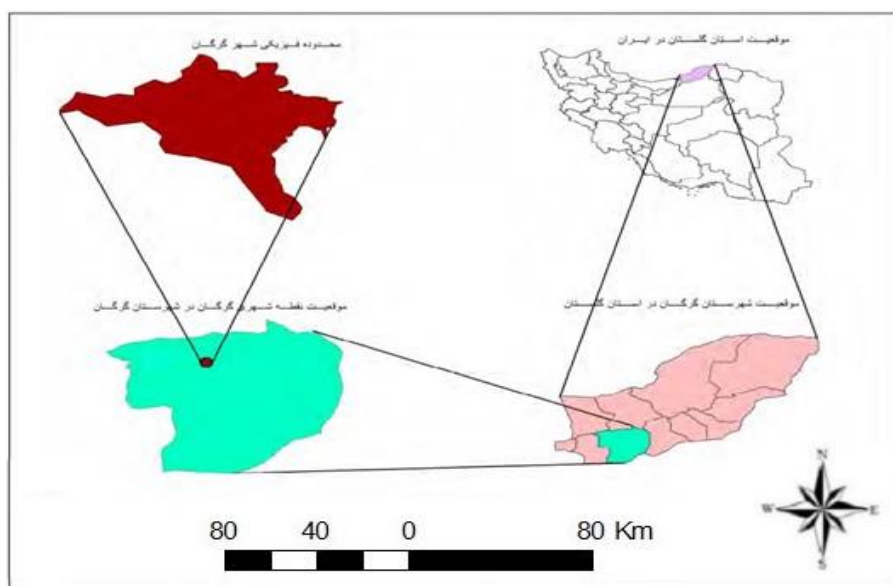 موقعیت استان گلستان در ایران
محدوده فیزیکی شهر گرگان
موقعیت شهرستان گرگان در استان گلستان
موقعیت نقطه شهری گرگان در شهرستان گرگان
N
W E
S
80 40 0 80 Km